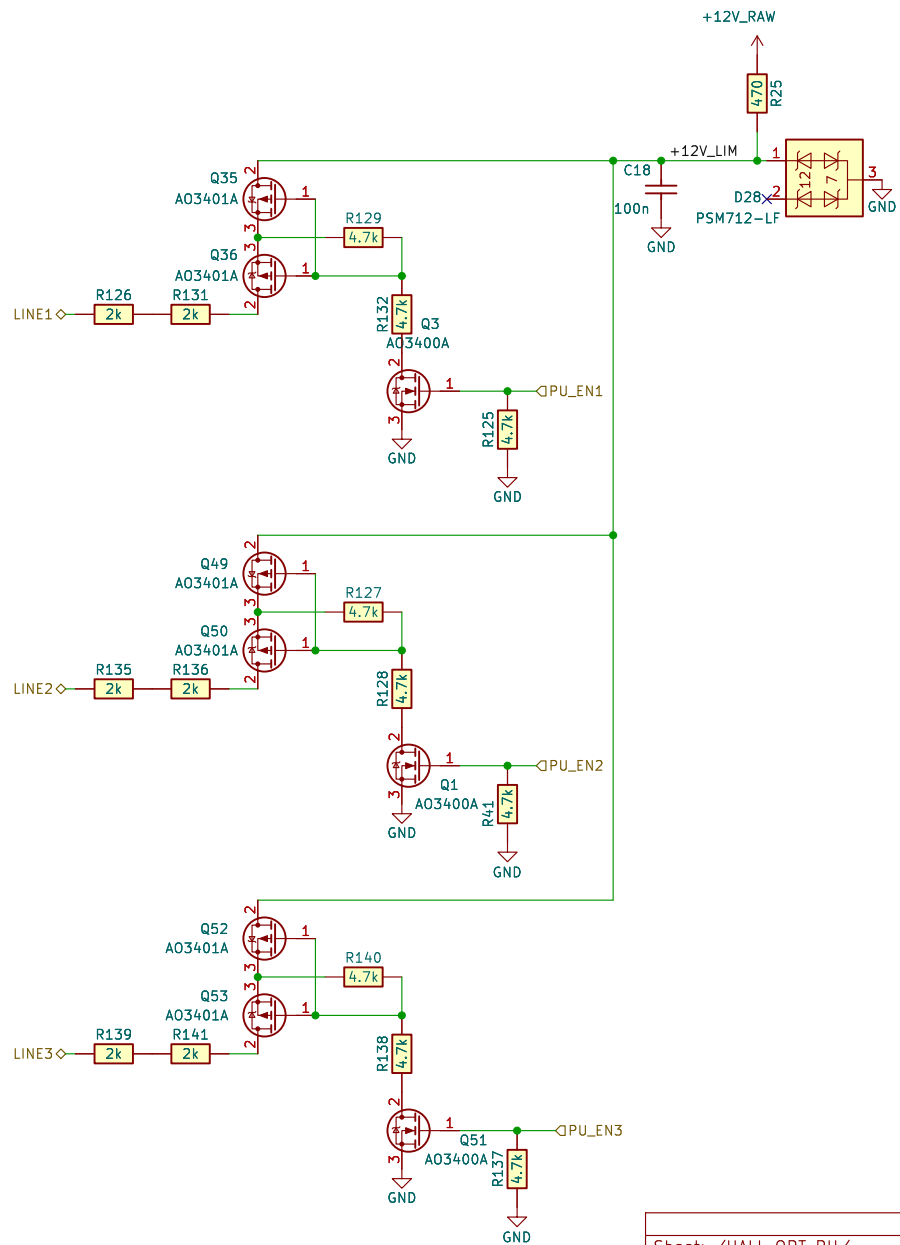 +12V_RAW
470
R25
+12V_LIM
1
3
GND
12
7
2
D28
PSM712-LF
C18
100n
GND
2
Q35
AO3401A
1
3
R129
4.7k
3
Q36
AO3401A
1
2
R126
2k
R131
2k
LINE1
R132
4.7k
Q3
AO3400A
2
1
PU_EN1
3
GND
R125
4.7k
GND
2
Q49
AO3401A
1
3
R127
4.7k
3
Q50
AO3401A
1
2
R135
2k
R136
2k
LINE2
R128
4.7k
2
1
PU_EN2
Q1
AO3400A
3
GND
R41
4.7k
GND
2
Q52
AO3401A
1
3
R140
4.7k
3
Q53
AO3401A
1
2
R139
2k
R141
2k
LINE3
R138
4.7k
2
1
PU_EN3
Q51
AO3400A
3
GND
R137
4.7k
GND